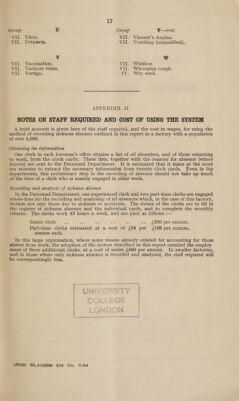 17
Group U
VII. Ulcer.
VII. Urticaria.
V
VII. Vaccination.
VII. Varicose veins.
VII. Vertigo.
Group V—cont.
VII. Vincent's Angina.
VII. Vomiting (unspecified).
W
VII. Whitlow.
VII. Whooping cough.
IV. Wry neck.
APPENDIX II
NOTES ON STAFF REQUIRED AND COST OF USING THE SYSTEM
A brief account is given here of the staff required, and the cost in wages, for using the
method of recording sickness absence outlined in this report in a factory with a population
of over 4,000.
Obtaining the information
One clerk in each foreman's office obtains a list of all absentees, and of those returning
to work, from the clock cards. These lists, together with the reasons for absence (where
known) are sent to the Personnel Department. It is estimated that it takes at the most
ten minutes to extract the necessary information from twenty clock cards. Even in big
departments, this preliminary step in the recording of absence should not take up much
of the time of a clerk who is mainly engaged in other work.
Recording and analysis of sickness absence
In the Personnel Department, one experienced clerk and two part-time clerks are engaged
whole-time for the recording and analysing of all absences which, in the case of this factory,
include not only those due to sickness or accidents. The duties of the clerks are to fill in
the register of sickness absence and the individual cards, and to complete the monthly
returns. The clerks work 43 hours a week, and are paid as follows :—
Senior clerk .. .. .. .. .. £200 per annum.
Part-time clerks estimated at a cost of £94 per £188 per annum.
annum each.
In this large organisation, where some means already existed for accounting for those
absent from work, the adoption of the system described in this report entailed the employ-
ment of three additional clerks, at a cost of under £400 per annum. In smaller factories,
and in those where only sickness absence is recorded and analysed, the staff required will
be correspondingly less.
UNIVERSITY
COLLEGE
LONDON